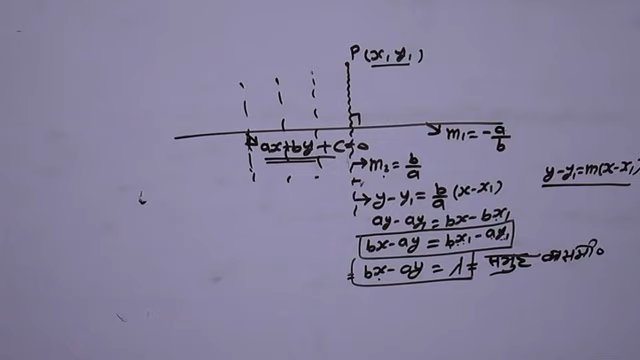 P(x₁ y₁)
ax+by+c=0
m₁ = -a/b
m₂ = b/a
y-y₁=m(x-x₁)
y-y₁ = b/a (x-x₁)
ay-ay₁ = bx-bx₁
bx-ay = bx₁-ay₁
bx-ay = k